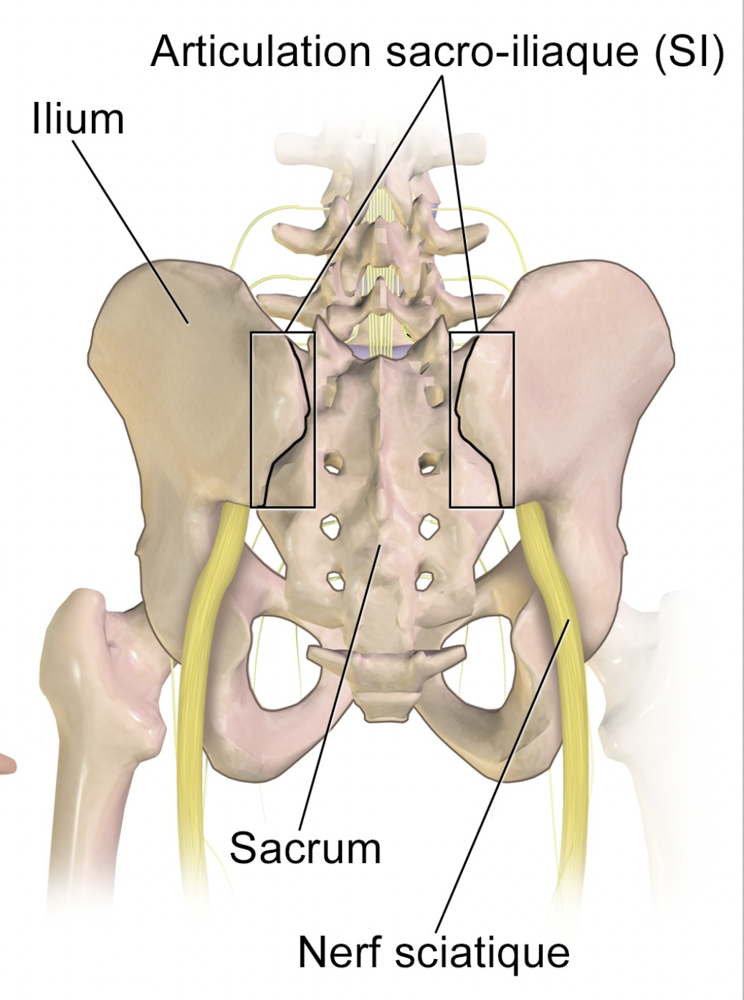 Articulation sacro-iliaque (SI)
Ilium
Sacrum
Nerf sciatique